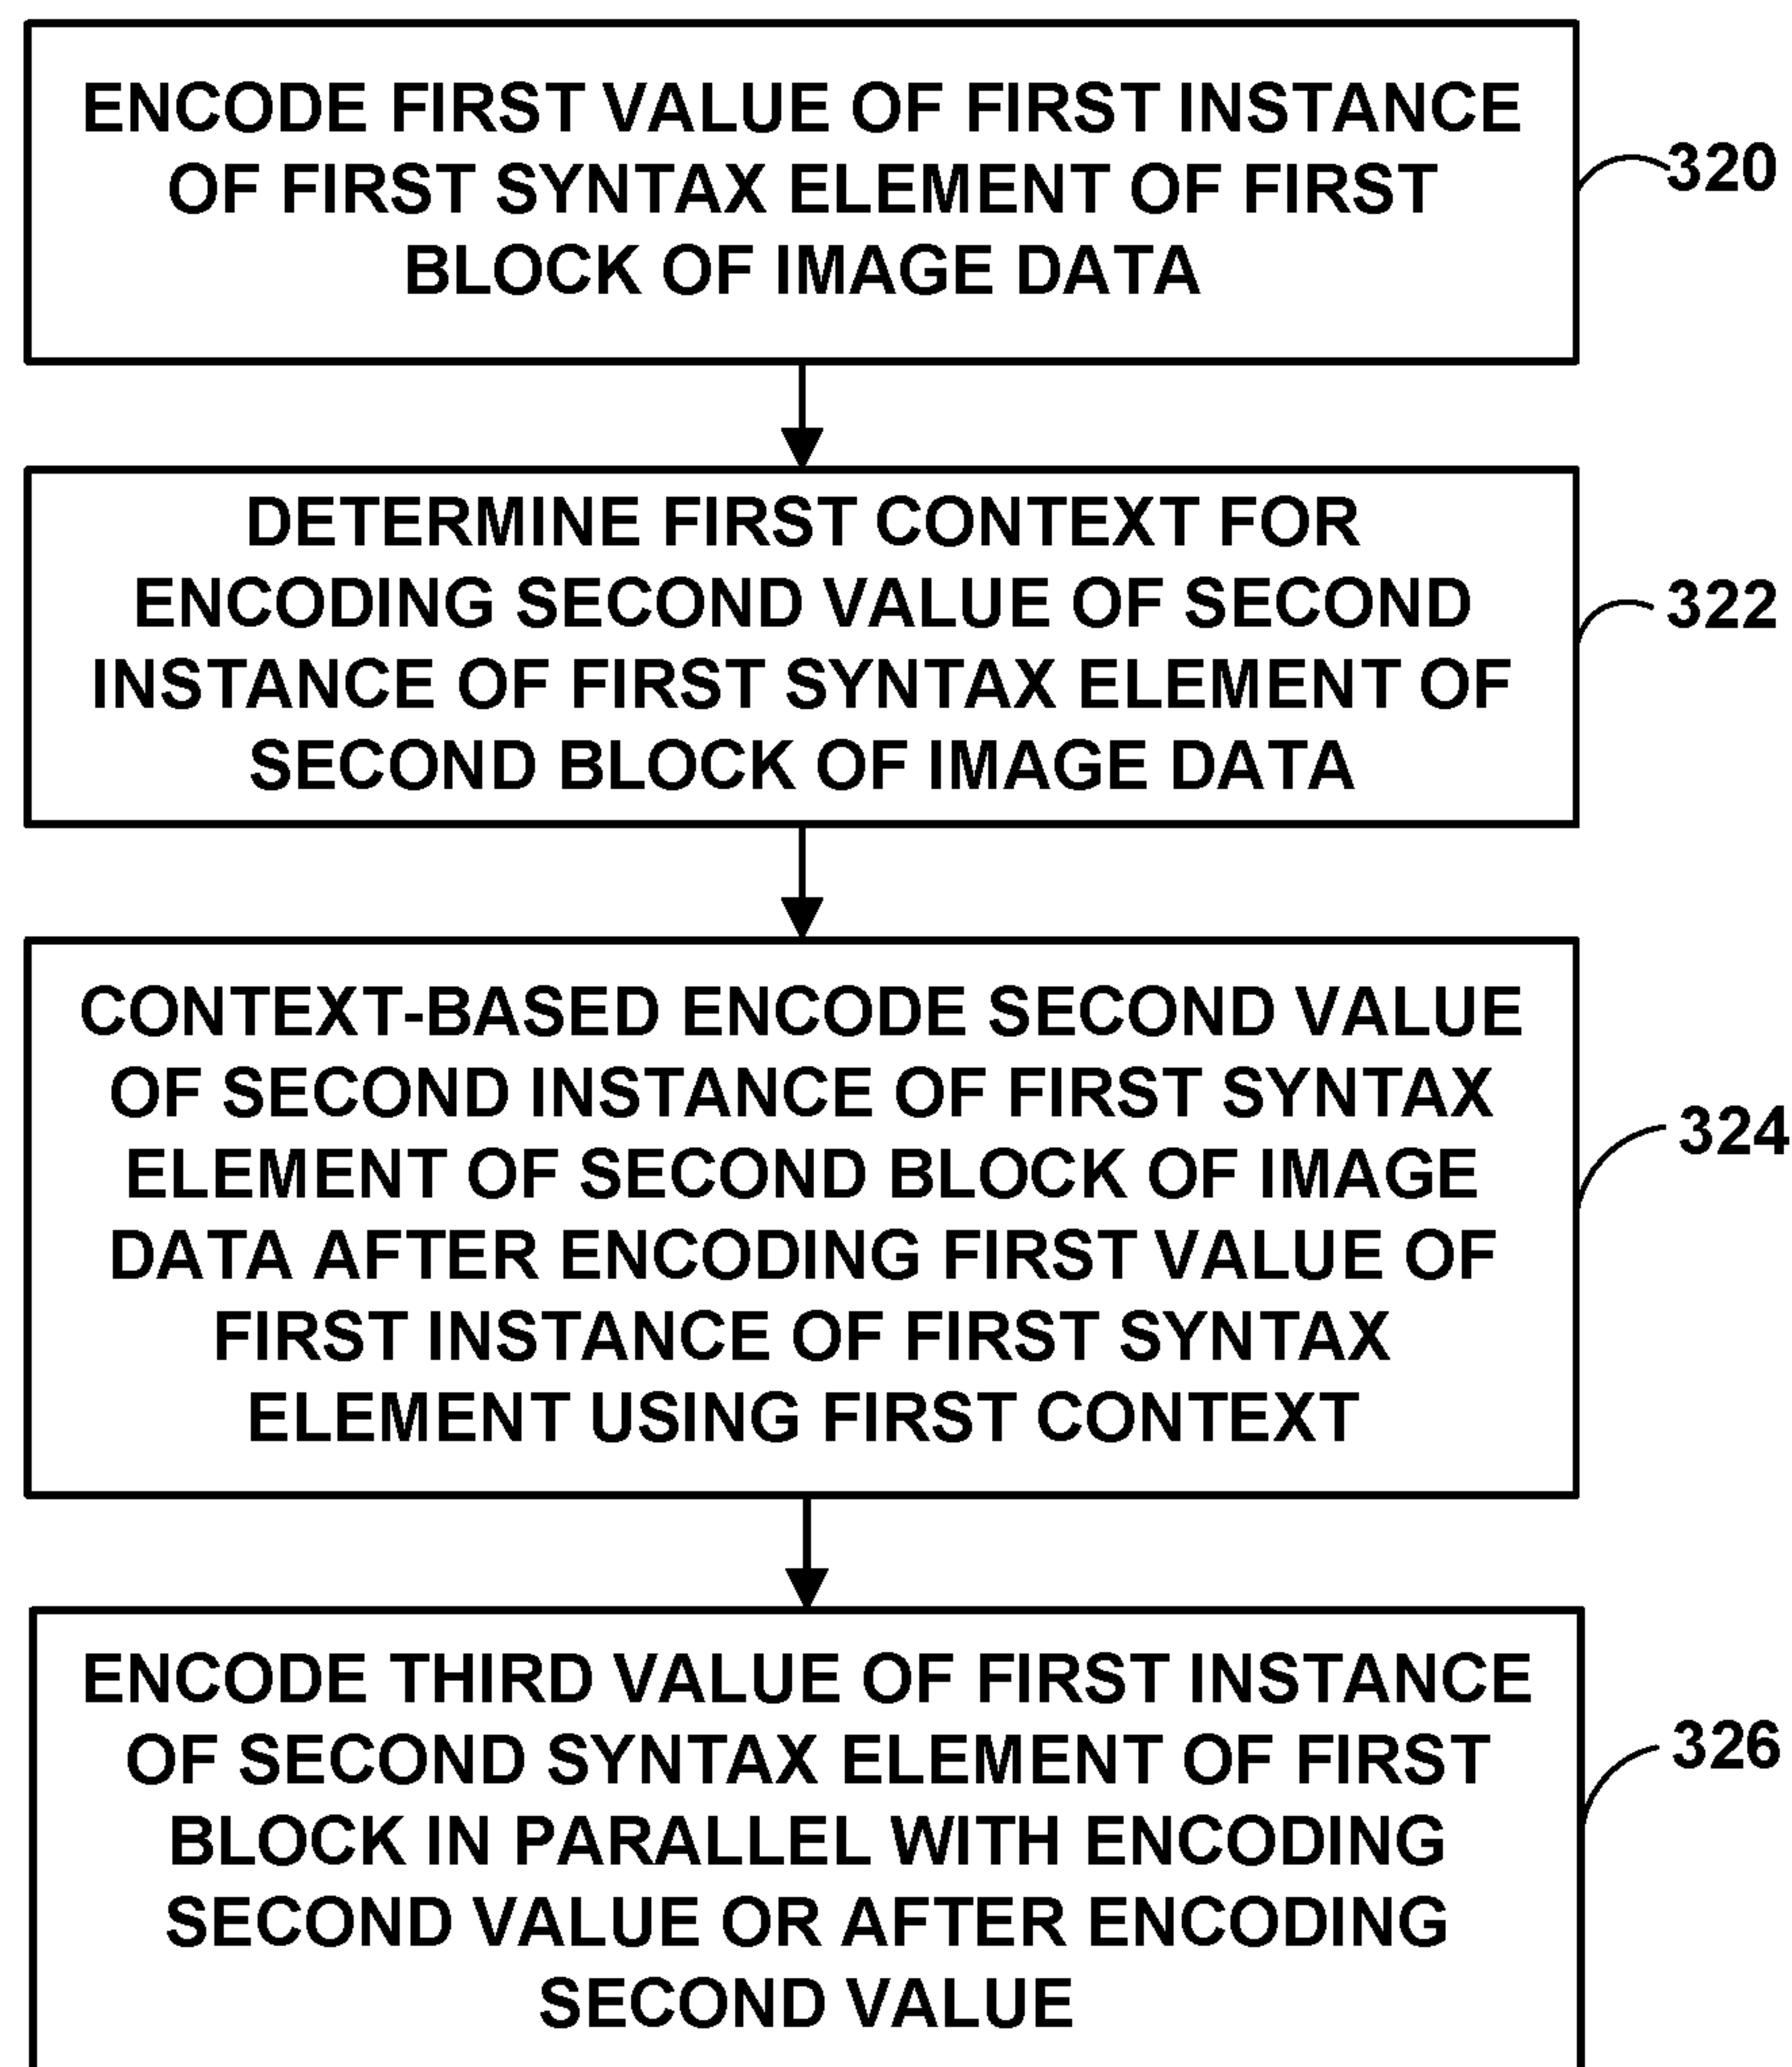 ENCODE FIRST VALUE OF FIRST INSTANCE
OF FIRST SYNTAX ELEMENT OF FIRST
BLOCK OF IMAGE DATA
320
DETERMINE FIRST CONTEXT FOR
ENCODING SECOND VALUE OF SECOND
INSTANCE OF FIRST SYNTAX ELEMENT OF
SECOND BLOCK OF IMAGE DATA
322
CONTEXT-BASED ENCODE SECOND VALUE
OF SECOND INSTANCE OF FIRST SYNTAX
ELEMENT OF SECOND BLOCK OF IMAGE
DATA AFTER ENCODING FIRST VALUE OF
FIRST INSTANCE OF FIRST SYNTAX
ELEMENT USING FIRST CONTEXT
324
ENCODE THIRD VALUE OF FIRST INSTANCE
OF SECOND SYNTAX ELEMENT OF FIRST
BLOCK IN PARALLEL WITH ENCODING
SECOND VALUE OR AFTER ENCODING
SECOND VALUE
326